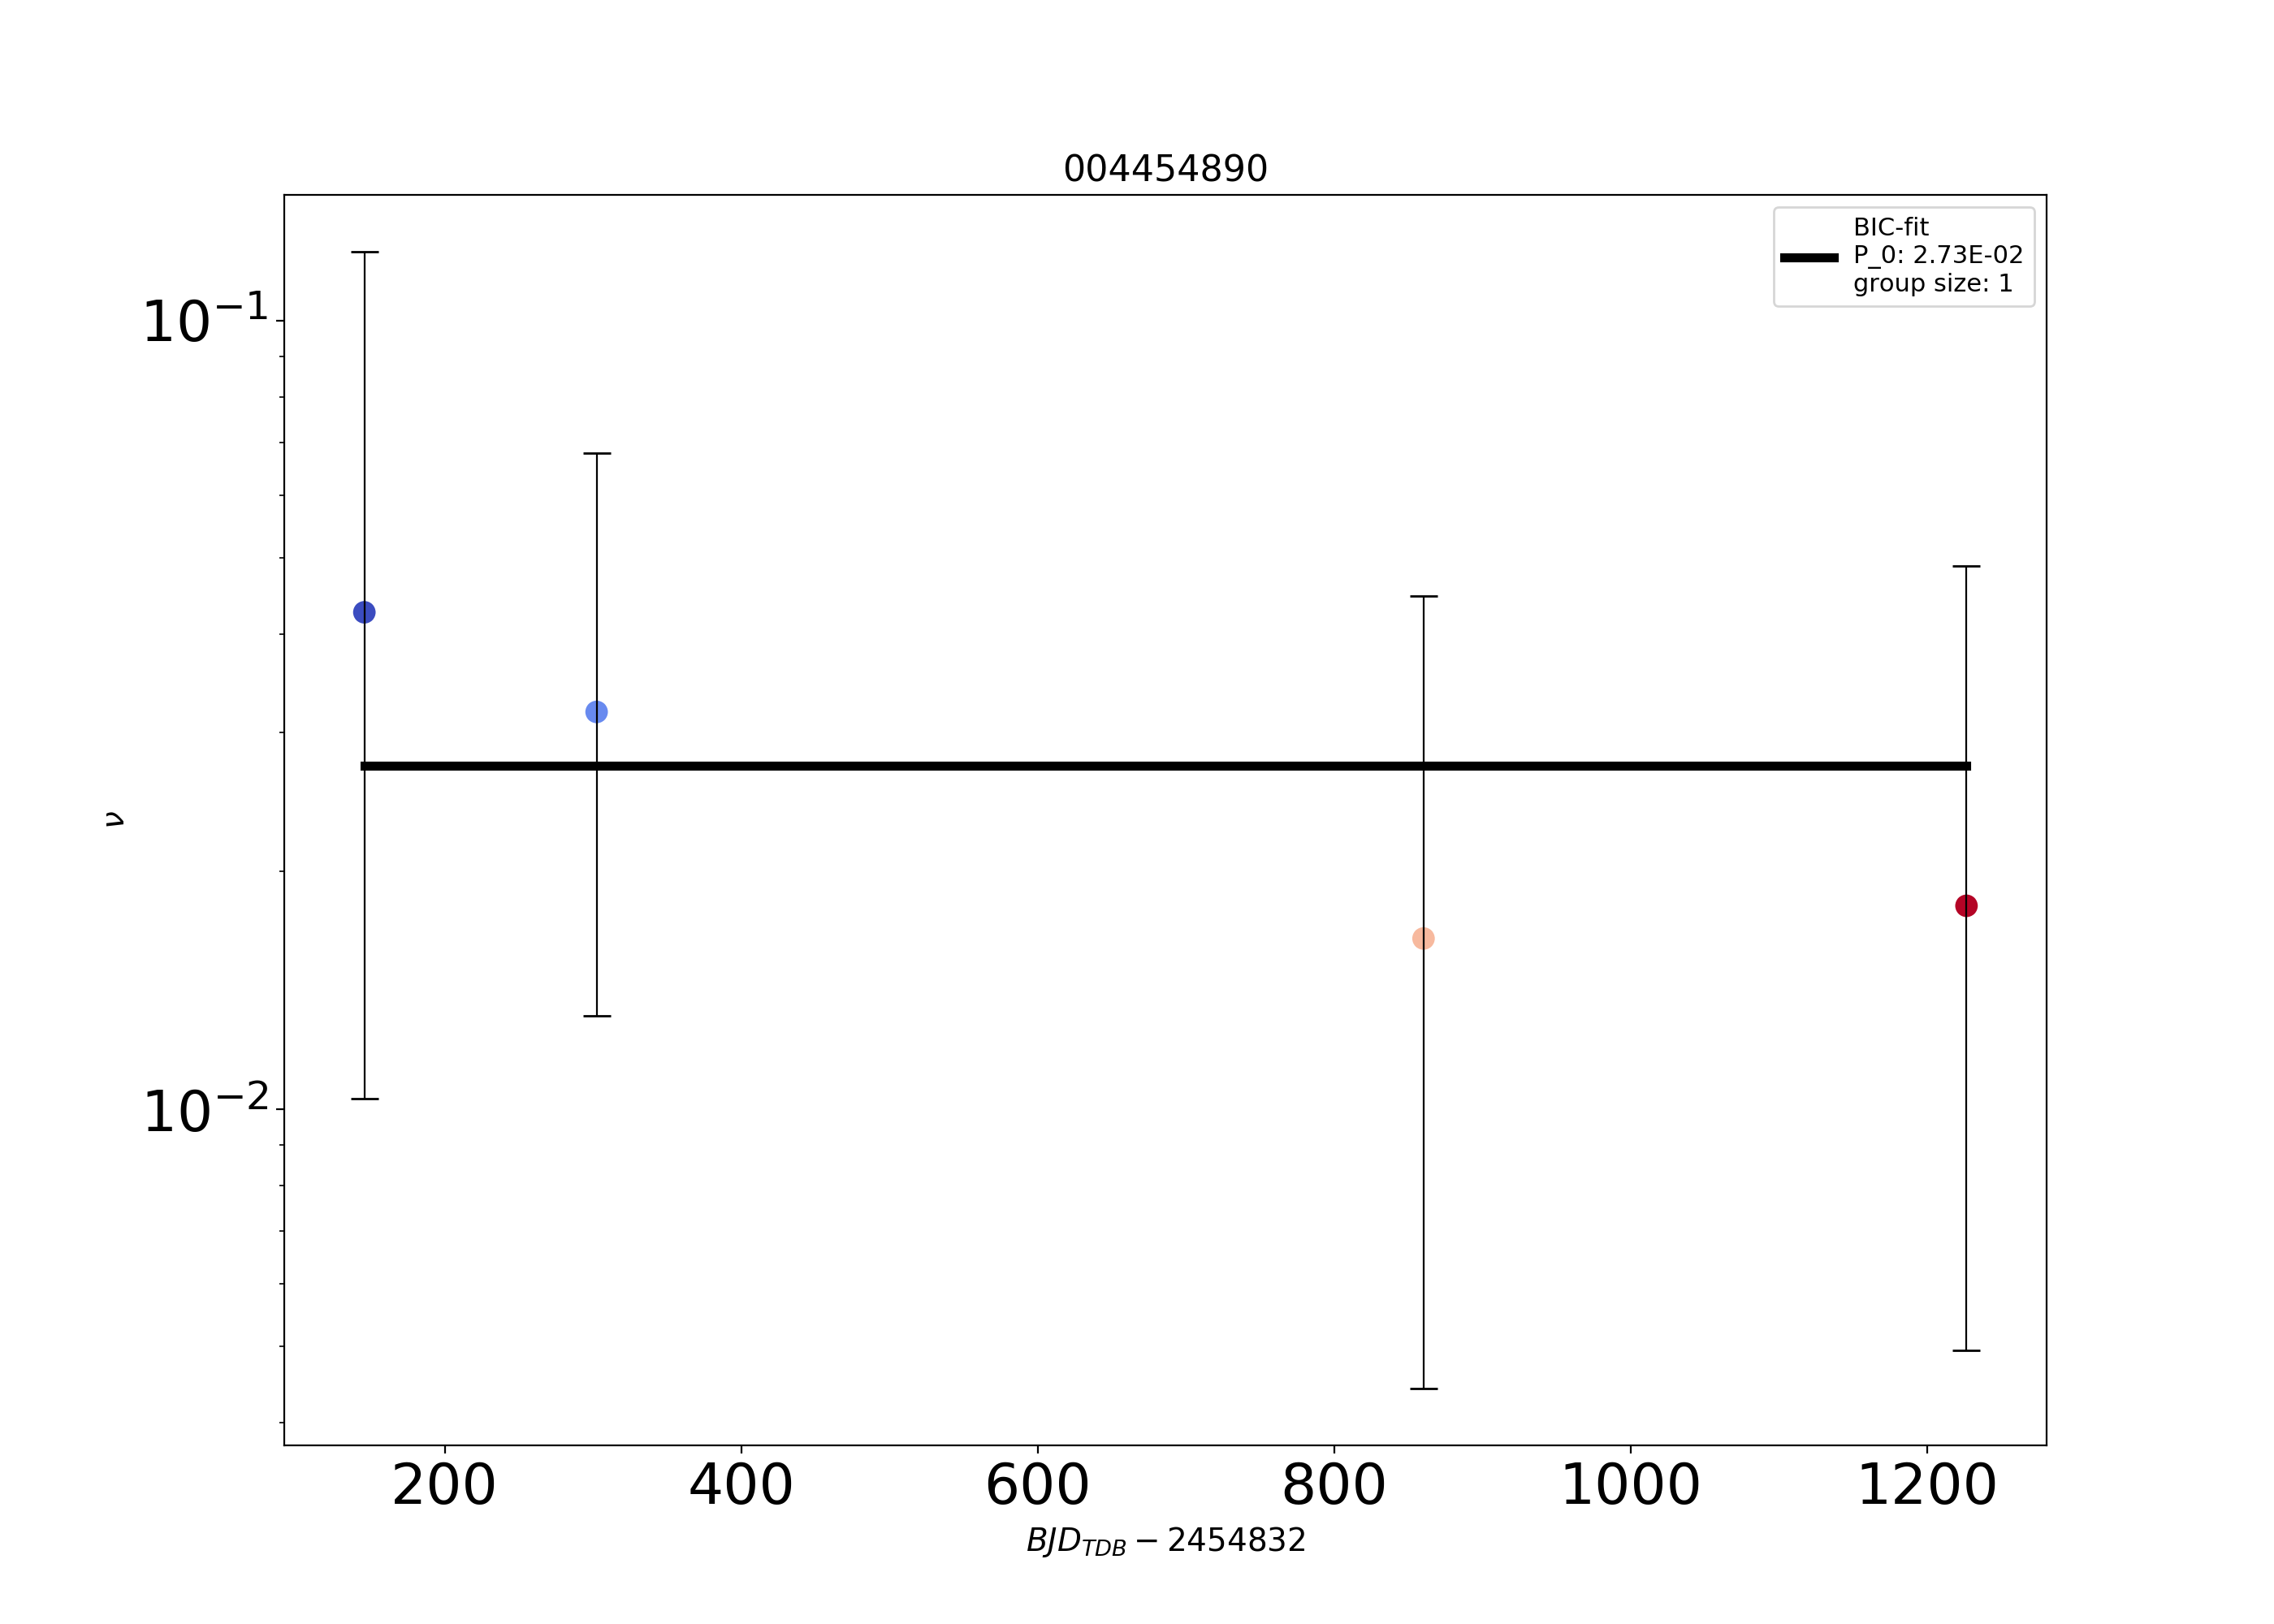 004454890
BIC-fit
P_0: 2.73E-02
group size: 1
10⁻¹
10⁻²
ν
200 400 600 800 1000 1200
BJD_TDB − 2454832